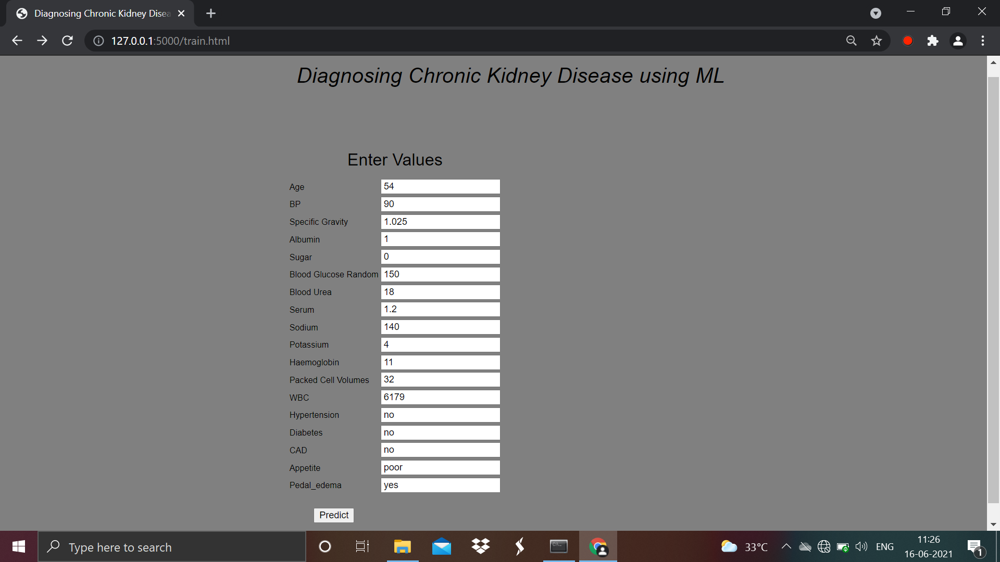 Diagnosing Chronic Kidney Disea
127.0.0.1:5000/train.html
Diagnosing Chronic Kidney Disease using ML
Enter Values
Age 54
BP 90
Specific Gravity 1.025
Albumin 1
Sugar 0
Blood Glucose Random 150
Blood Urea 18
Serum 1.2
Sodium 140
Potassium 4
Haemoglobin 11
Packed Cell Volumes 32
WBC 6179
Hypertension no
Diabetes no
CAD no
Appetite poor
Pedal_edema yes
Predict
Type here to search
33°C
ENG
11:26
16-06-2021
1